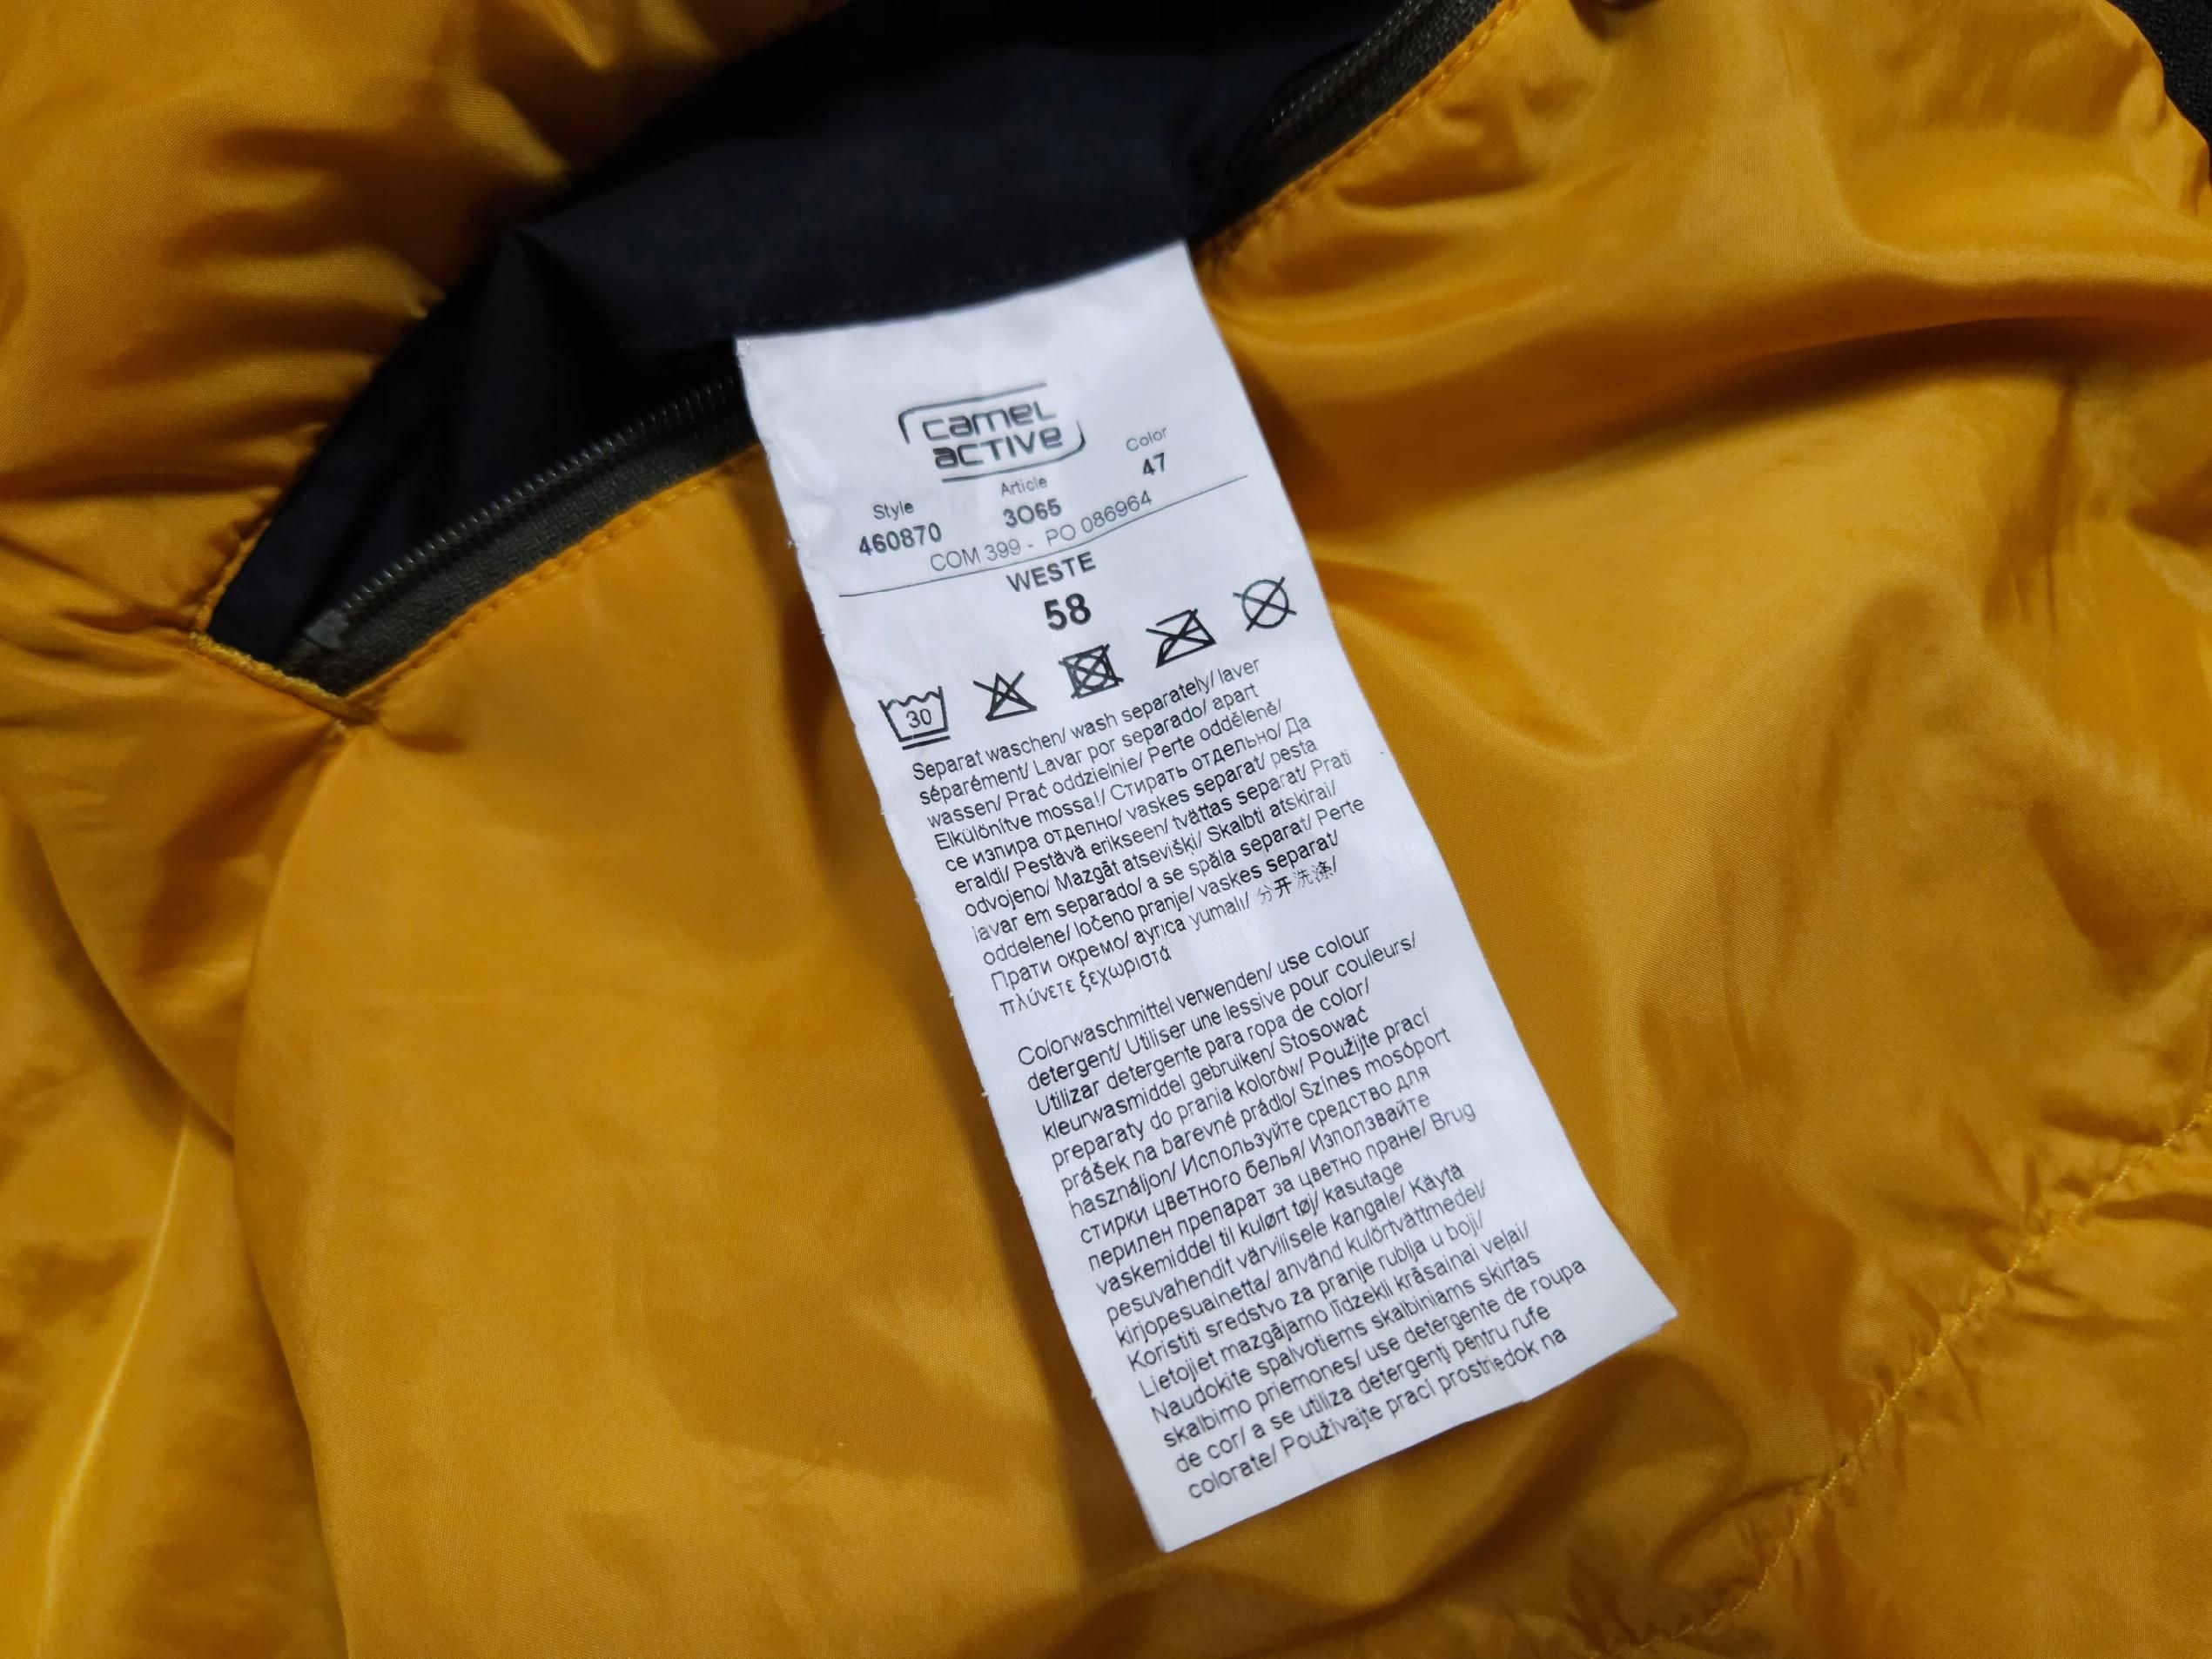 camel
active
Style Article Color
460870 3O65 47
COM 399 - PO 086964
WESTE
58
30
Separat waschen/ wash separately/ laver
séparément/ Lavar por separado/ apart
wassen/ Prać oddzielnie/ Perte odděleně/
Elkülönítve mossa!/ Стирать отдельно/ Да
се изпира отделно/ vaskes separat/ pesta
eraldi/ Pestävä erikseen/ tvättas separat/ Prati
odvojeno/ Mazgāt atsevišķi/ Skalbti atskirai/
lavar em separado/ a se spăla separat/ Perte
oddelene/ ločeno pranje/ vaskes separat/
Прати окремо/ ayrıca yumalı/ 分开洗涤/
πλύνετε ξεχωριστά
Colorwaschmittel verwenden/ use colour
detergent/ Utiliser une lessive pour couleurs/
Utilizar detergente para ropa de color/
kleurwasmiddel gebruiken/ Stosować
preparaty do prania kolorów/ Použijte prací
prášek na barevné prádlo/ Színes mosóport
használjon/ Используйте средство для
стирки цветного белья/ Използвайте
перилен препарат за цветно пране/ Brug
vaskemiddel til kulørt tøj/ kasutage
pesuvahendit värvilisele kangale/ Käytä
kirjopesuainetta/ använd kulörtvättmedel/
Koristiti sredstvo za pranje rublja u boji/
Lietojiet mazgājamo līdzekli krāsainai veļai/
Naudokite spalvotiems skalbiniams skirtas
skalbimo priemones/ use detergente de roupa
de cor/ a se utiliza detergenţi pentru rufe
colorate/ Používajte prací prostriedok na